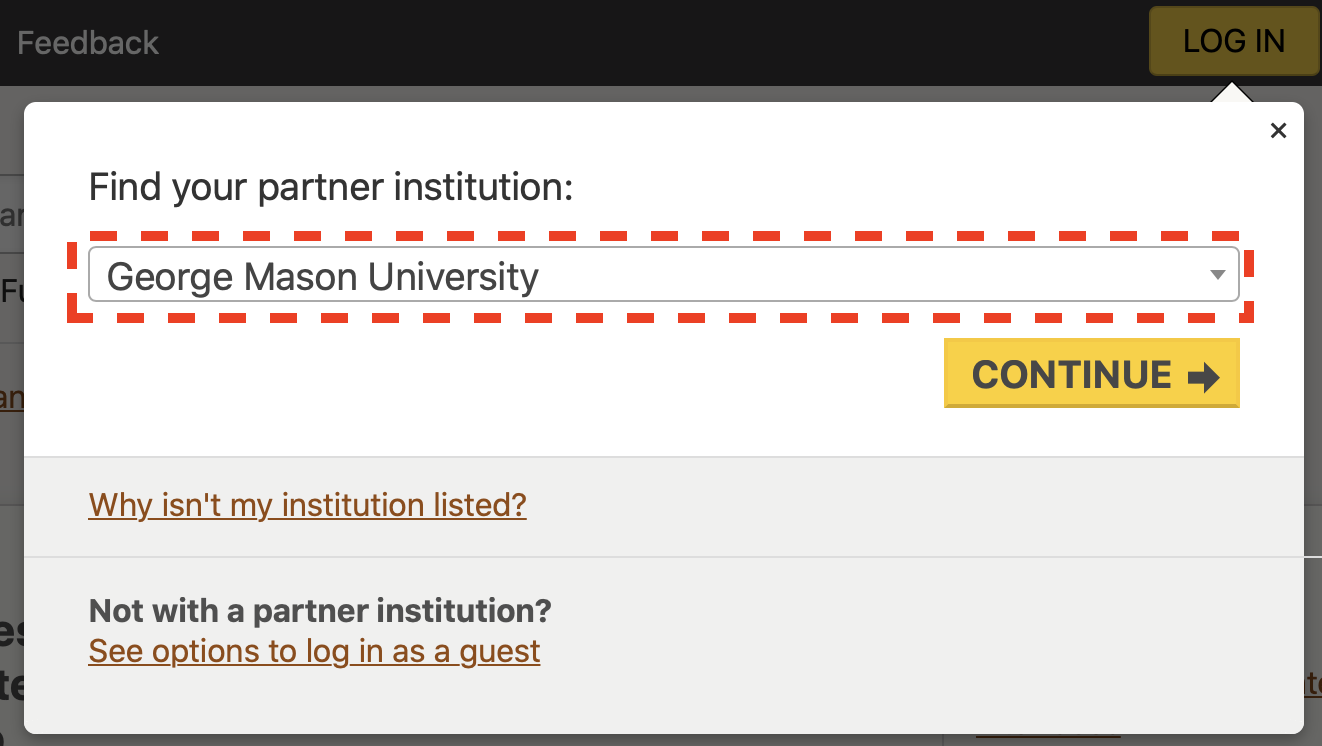 Feedback
LOG IN
×
Find your partner institution:
George Mason University
CONTINUE
Why isn't my institution listed?
Not with a partner institution?
See options to log in as a guest